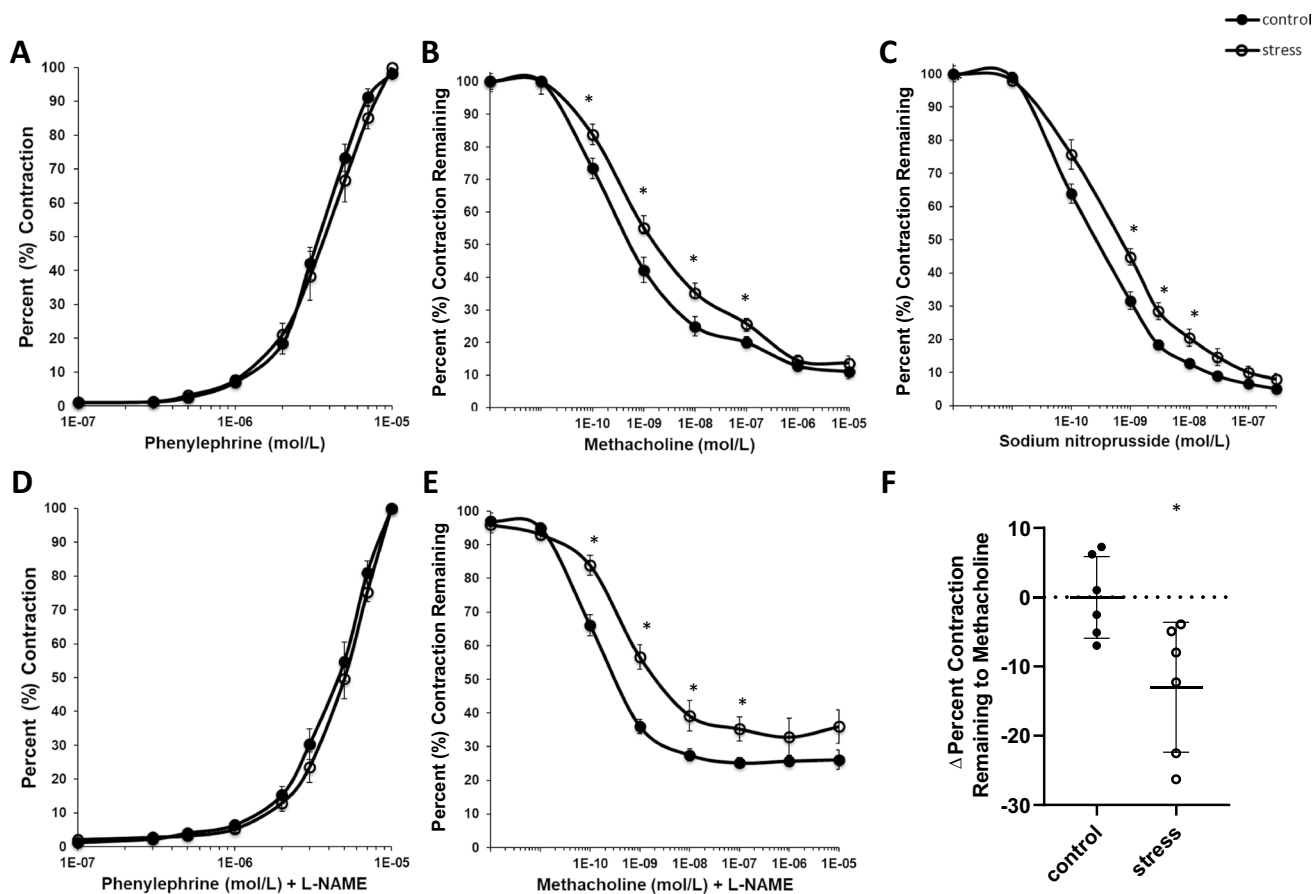 control
stress
A
B
C
Percent (%) Contraction
100
90
80
70
60
50
40
30
20
10
0
1E-07
1E-06
1E-05
Phenylephrine (mol/L)
Percent (%) Contraction Remaining
100
90
80
70
60
50
40
30
20
10
0
*
*
*
*
1E-10
1E-09
1E-08
1E-07
1E-06
1E-05
Methacholine (mol/L)
Percent (%) Contraction Remaining
100
90
80
70
60
50
40
30
20
10
0
*
*
*
1E-10
1E-09
1E-08
1E-07
Sodium nitroprusside (mol/L)
D
E
F
Percent (%) Contraction
100
90
80
70
60
50
40
30
20
10
0
1E-07
1E-06
1E-05
Phenylephrine (mol/L) + L-NAME
Percent (%) Contraction Remaining
100
90
80
70
60
50
40
30
20
10
0
*
*
*
*
1E-10
1E-09
1E-08
1E-07
1E-06
1E-05
Methacholine (mol/L) + L-NAME
Δ Percent Contraction
Remaining to Methacholine
10
0
-10
-20
-30
*
control
stress